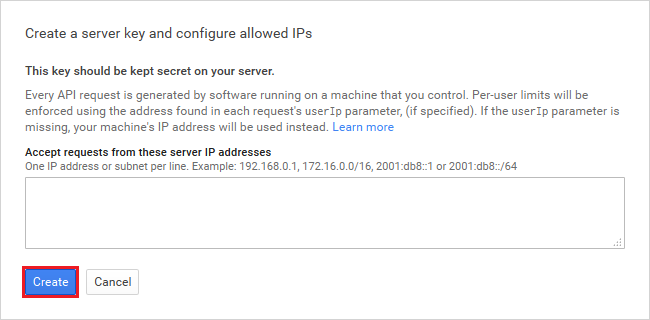 Create a server key and configure allowed IPs
This key should be kept secret on your server.
Every API request is generated by software running on a machine that you control. Per-user limits will be
enforced using the address found in each request's userIp parameter, (if specified). If the userIp parameter is
missing, your machine's IP address will be used instead. Learn more
Accept requests from these server IP addresses
One IP address or subnet per line. Example: 192.168.0.1, 172.16.0.0/16, 2001:db8::1 or 2001:db8::/64
Create Cancel